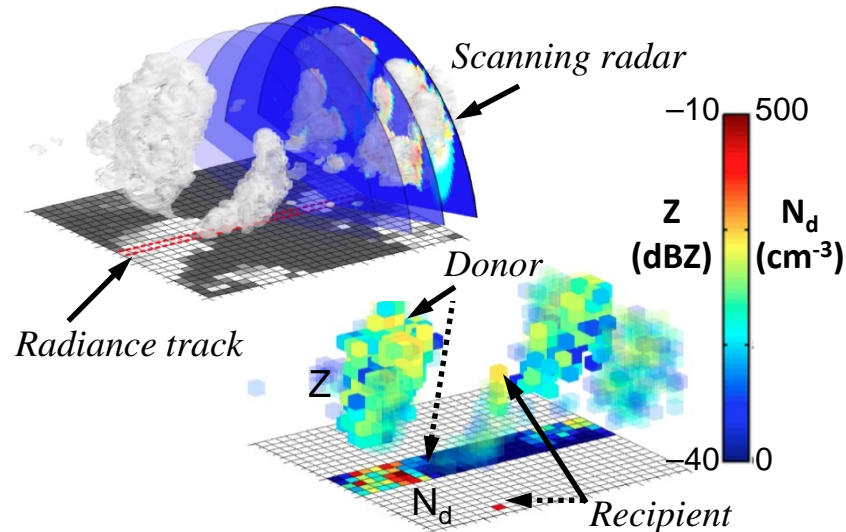 Scanning radar
–10 500
Z N_d
(dBZ) (cm⁻³)
Donor
Radiance track
Z
–40 0
N_d
Recipient